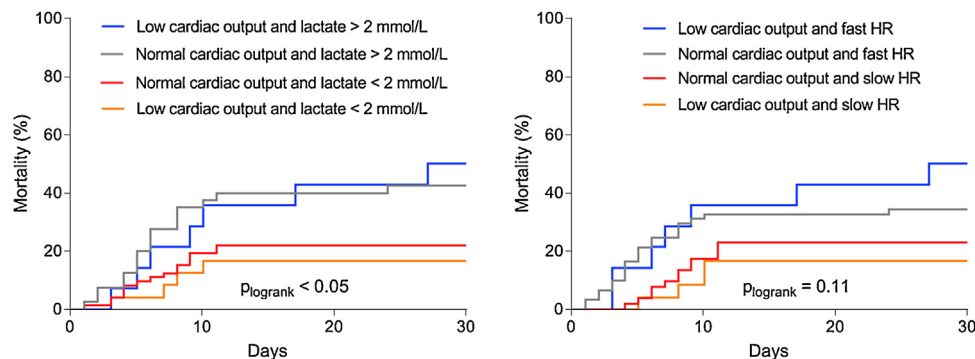 100
80
60
40
20
0
Mortality (%)
Low cardiac output and lactate > 2 mmol/L
Normal cardiac output and lactate > 2 mmol/L
Normal cardiac output and lactate < 2 mmol/L
Low cardiac output and lactate < 2 mmol/L
plogrank < 0.05
0
10
20
30
Days
100
80
60
40
20
0
Mortality (%)
Low cardiac output and fast HR
Normal cardiac output and fast HR
Normal cardiac output and slow HR
Low cardiac output and slow HR
plogrank = 0.11
0
10
20
30
Days